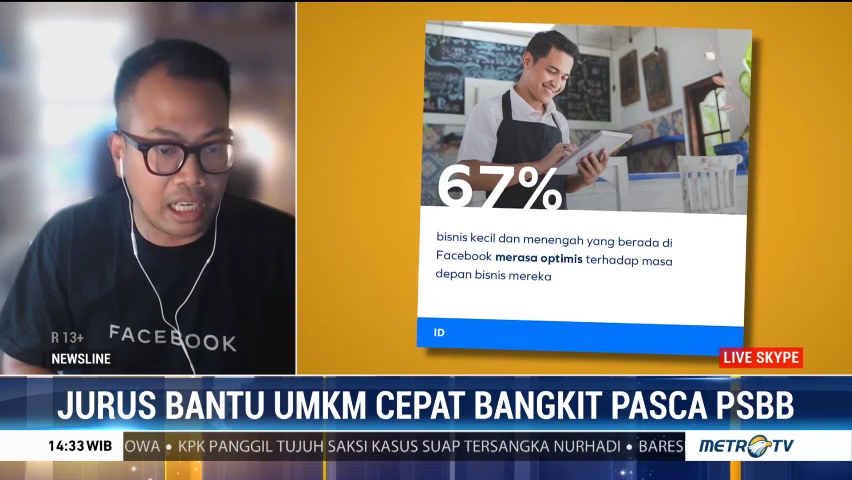 67%
bisnis kecil dan menengah yang berada di
Facebook merasa optimis terhadap masa
depan bisnis mereka
ID
FACEBOOK
R 13+
NEWSLINE
LIVE SKYPE
JURUS BANTU UMKM CEPAT BANGKIT PASCA PSBB
14:33 WIB
OWA • KPK PANGGIL TUJUH SAKSI KASUS SUAP TERSANGKA NURHADI • BARES
METRO TV